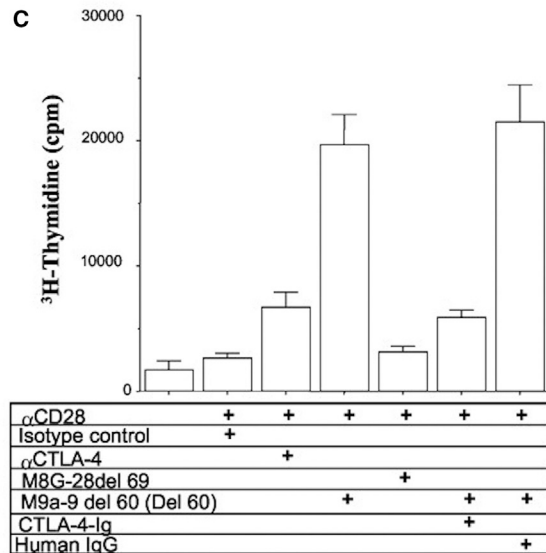 C
30000
20000
10000
0
³H-Thymidine (cpm)
αCD28 + + + + + +
Isotype control +
αCTLA-4 +
M8G-28del 69 +
M9a-9 del 60 (Del 60) + + +
CTLA-4-Ig +
Human IgG +